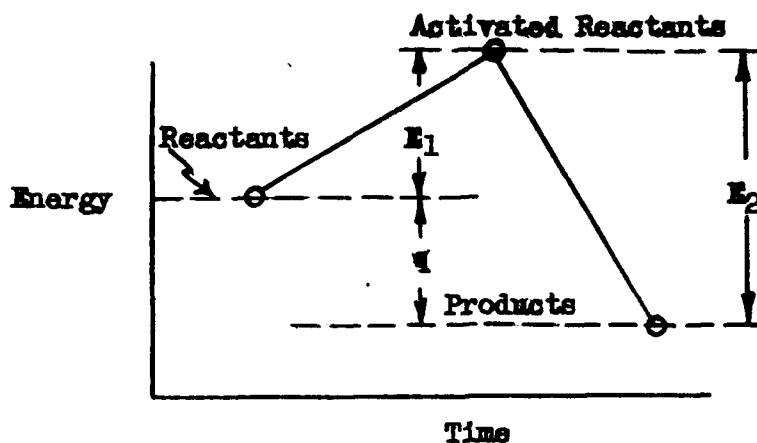 Activated Reactants
Reactants
E1
Energy
E2
q
Products
Time